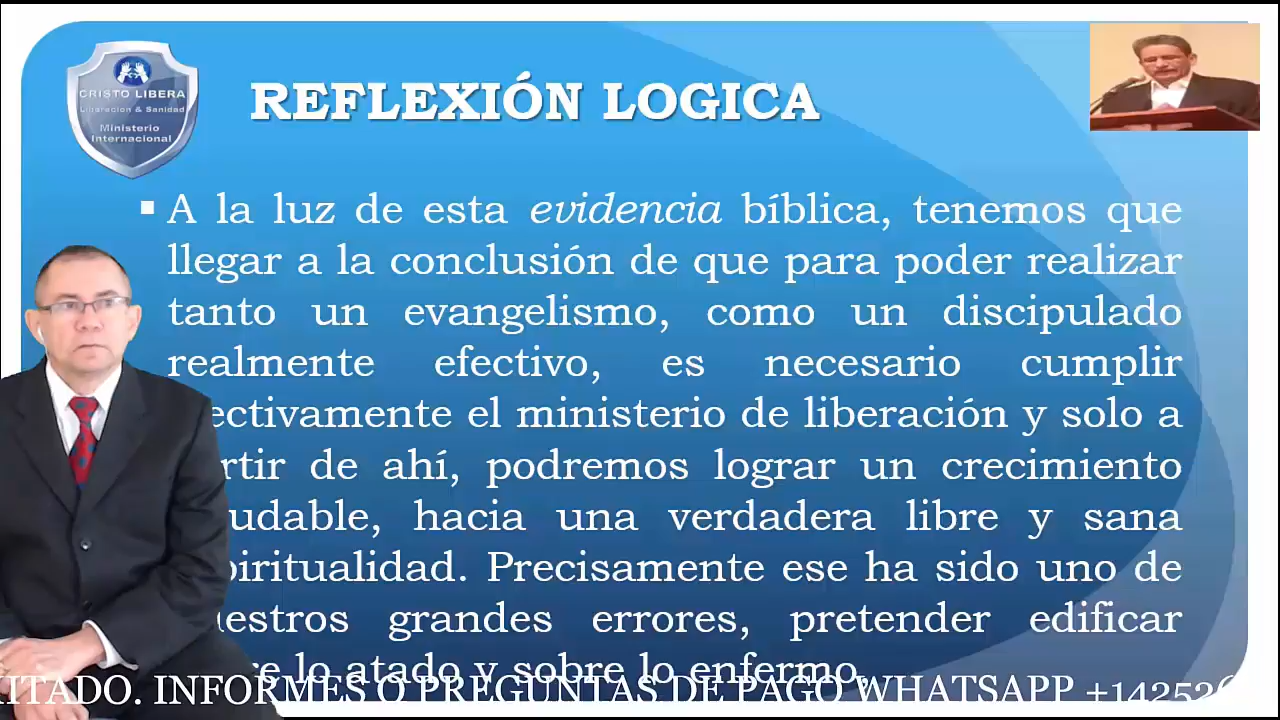 CRISTO LIBERA
Liberación & Sanidad
Ministerio
Internacional
REFLEXIÓN LOGICA
A la luz de esta evidencia bíblica, tenemos que
llegar a la conclusión de que para poder realizar
tanto un evangelismo, como un discipulado
realmente efectivo, es necesario cumplir
ectivamente el ministerio de liberación y solo a
rtir de ahí, podremos lograr un crecimiento
udable, hacia una verdadera libre y sana
piritualidad. Precisamente ese ha sido uno de
estros grandes errores, pretender edificar
re lo atado y sobre lo enfermo.
ITADO. INFORMES O PREGUNTAS DE PAGO WHATSAPP +14252